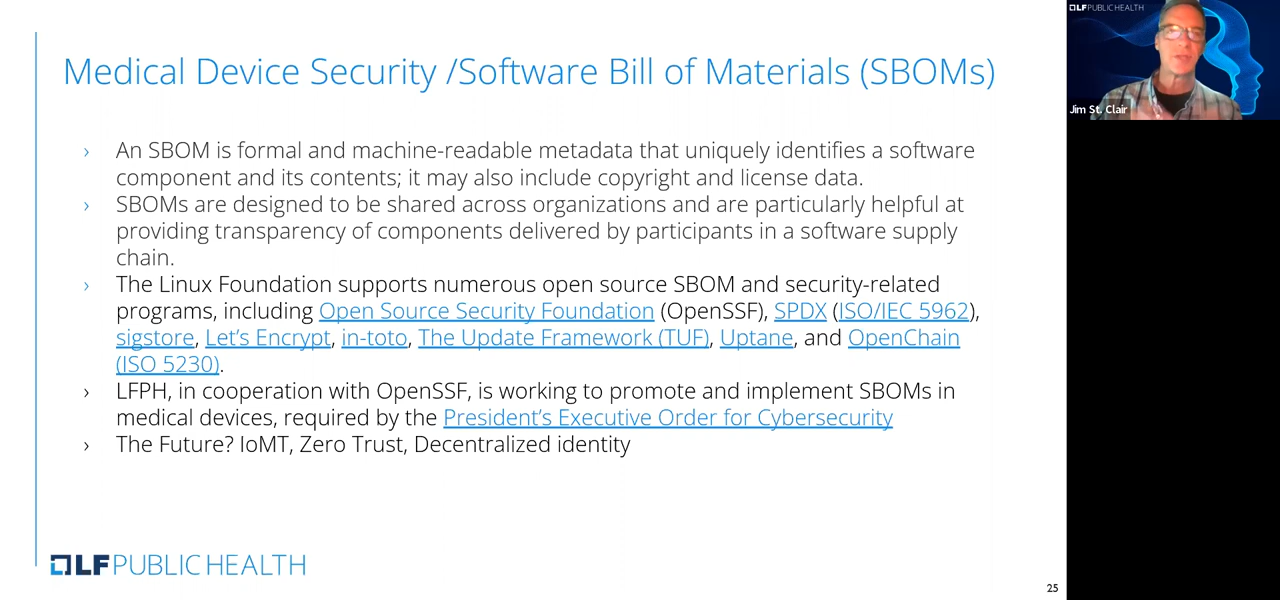 Medical Device Security /Software Bill of Materials (SBOMs)
› An SBOM is formal and machine-readable metadata that uniquely identifies a software
component and its contents; it may also include copyright and license data.
› SBOMs are designed to be shared across organizations and are particularly helpful at
providing transparency of components delivered by participants in a software supply
chain.
› The Linux Foundation supports numerous open source SBOM and security-related
programs, including Open Source Security Foundation (OpenSSF), SPDX (ISO/IEC 5962),
sigstore, Let's Encrypt, in-toto, The Update Framework (TUF), Uptane, and OpenChain
(ISO 5230).
› LFPH, in cooperation with OpenSSF, is working to promote and implement SBOMs in
medical devices, required by the President's Executive Order for Cybersecurity
› The Future? IoMT, Zero Trust, Decentralized identity
LF PUBLIC HEALTH
25
LF PUBLIC HEALTH
Jim St. Clair